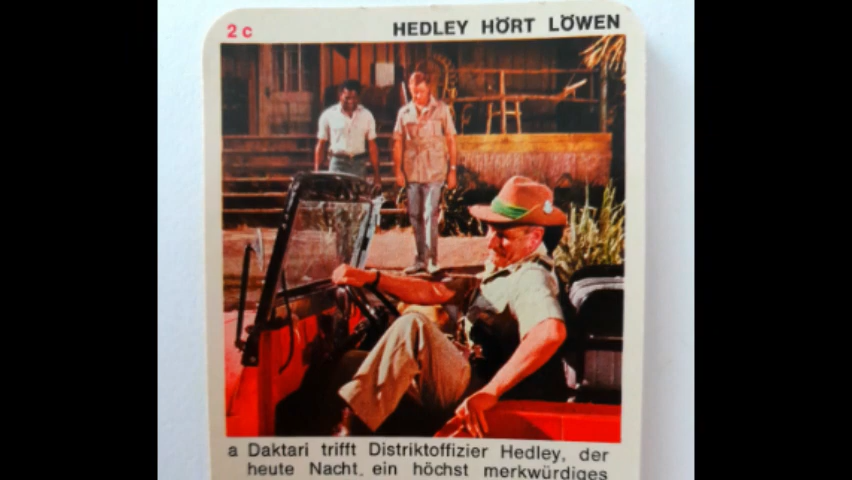 2 c
HEDLEY HÖRT LÖWEN
a Daktari trifft Distriktoffizier Hedley, der
heute Nacht ein höchst merkwürdiges